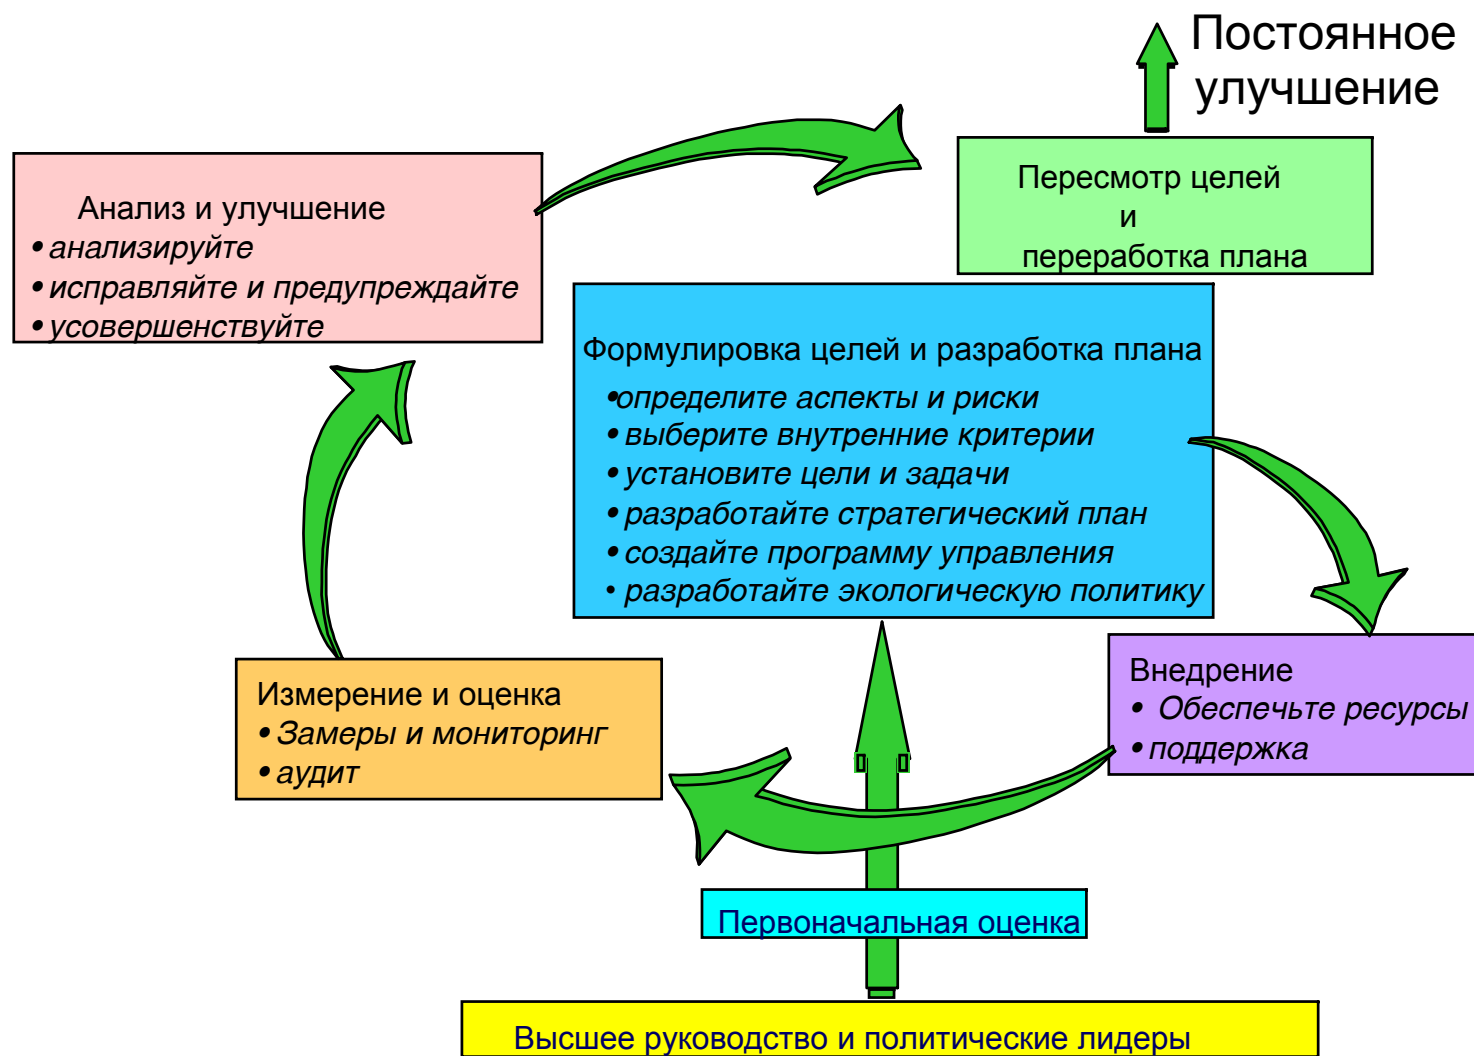 Постоянное
улучшение
Пересмотр целей
и
переработка плана
Анализ и улучшение
• анализируйте
• исправляйте и предупреждайте
• усовершенствуйте
Формулировка целей и разработка плана
• определите аспекты и риски
• выберите внутренние критерии
• установите цели и задачи
• разработайте стратегический план
• создайте программу управления
• разработайте экологическую политику
Внедрение
• Обеспечьте ресурсы
• поддержка
Измерение и оценка
• Замеры и мониторинг
• аудит
Первоначальная оценка
Высшее руководство и политические лидеры